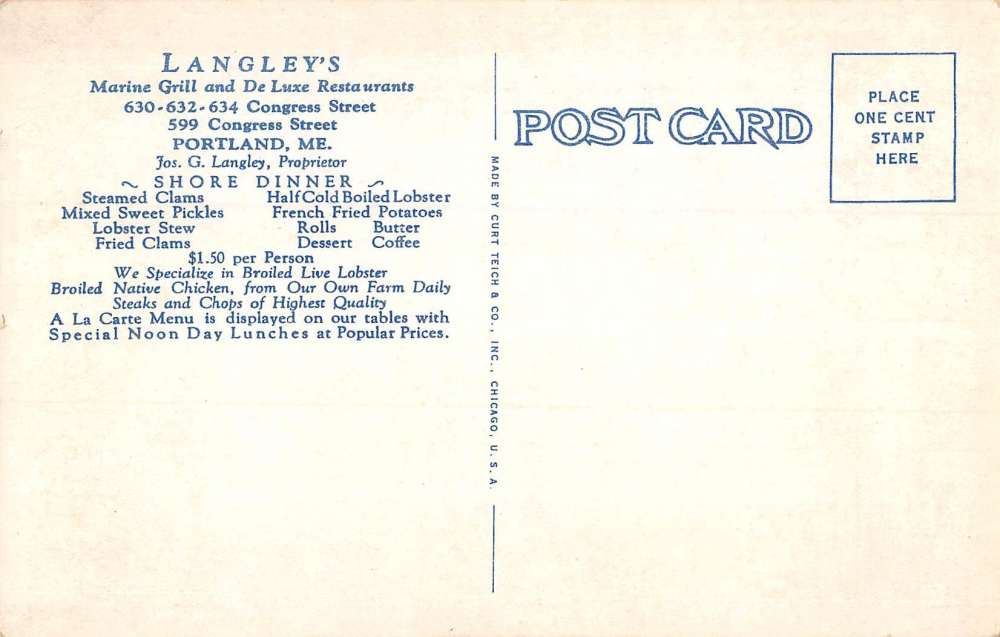 LANGLEY'S
Marine Grill and De Luxe Restaurants
630-632-634 Congress Street
599 Congress Street
PORTLAND, ME.
Jos. G. Langley, Proprietor
~ SHORE DINNER ~
Steamed Clams Half Cold Boiled Lobster
Mixed Sweet Pickles French Fried Potatoes
Lobster Stew Rolls Butter
Fried Clams Dessert Coffee
$1.50 per Person
We Specialize in Broiled Live Lobster
Broiled Native Chicken, from Our Own Farm Daily
Steaks and Chops of Highest Quality
A La Carte Menu is displayed on our tables with
Special Noon Day Lunches at Popular Prices.
MADE BY CURT TEICH & CO., INC., CHICAGO, U.S.A.
POST CARD
PLACE
ONE CENT
STAMP
HERE